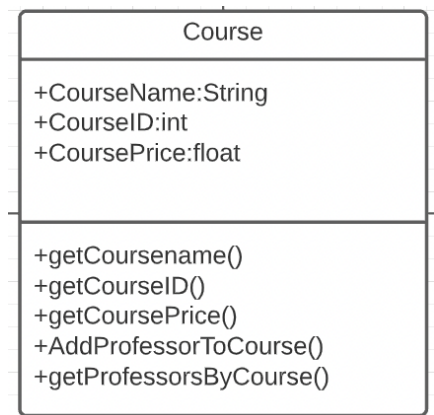 Course
+CourseName:String
+CourseID:int
+CoursePrice:float
+getCoursename()
+getCourseID()
+getCoursePrice()
+AddProfessorToCourse()
+getProfessorsByCourse()